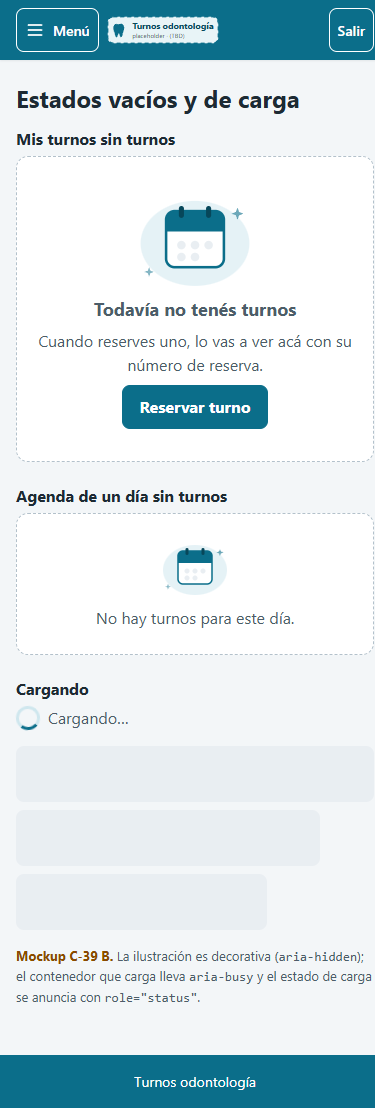 Menú
Turnos odontología
placeholder · (TBD)
Salir
Estados vacíos y de carga
Mis turnos sin turnos
Todavía no tenés turnos
Cuando reserves uno, lo vas a ver acá con su
número de reserva.
Reservar turno
Agenda de un día sin turnos
No hay turnos para este día.
Cargando
Cargando...
Mockup C-39 B. La ilustración es decorativa (aria-hidden);
el contenedor que carga lleva aria-busy y el estado de carga
se anuncia con role="status".
Turnos odontología